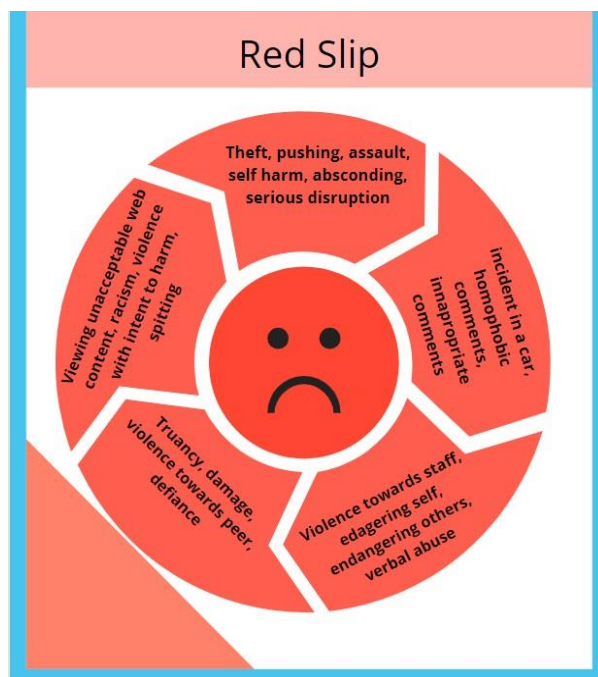 Red Slip
Theft, pushing, assault,
self harm, absconding,
serious disruption
incident in a car,
homophobic
comments,
innapropriate
comments
Violence towards staff,
edagering self,
endangering others,
verbal abuse
Truancy, damage,
violence towards peer,
defiance
Viewing unacceptable web
content, racism, violence
with intent to harm,
spitting